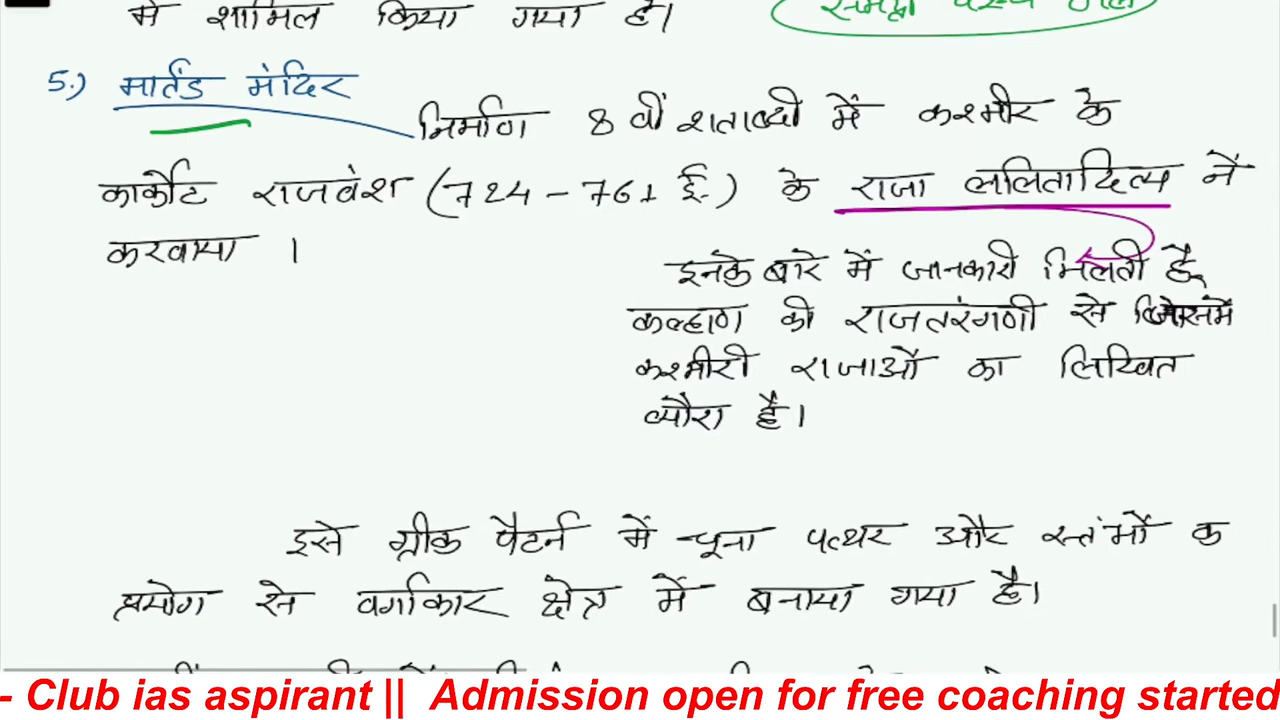 में शामिल किया गया है।
5.) मार्तंड मंदिर
निर्माण 8 वीं शताब्दी में कश्मीर के
कार्कोट राजवंश (724 - 761 ई.) के राजा ललितादित्य ने
करवाया ।
इनके बारे में जानकारी मिलती है
कल्हाण की राजतरंगणी से जिसमें
कश्मीरी राजाओं का लिखित
ब्यौरा है।
इसे ग्रीक पैटर्न में चूना पत्थर और स्तंभों क
प्रयोग से वर्गाकार क्षेत्र में बनाया गया है।
- Club ias aspirant || Admission open for free coaching started